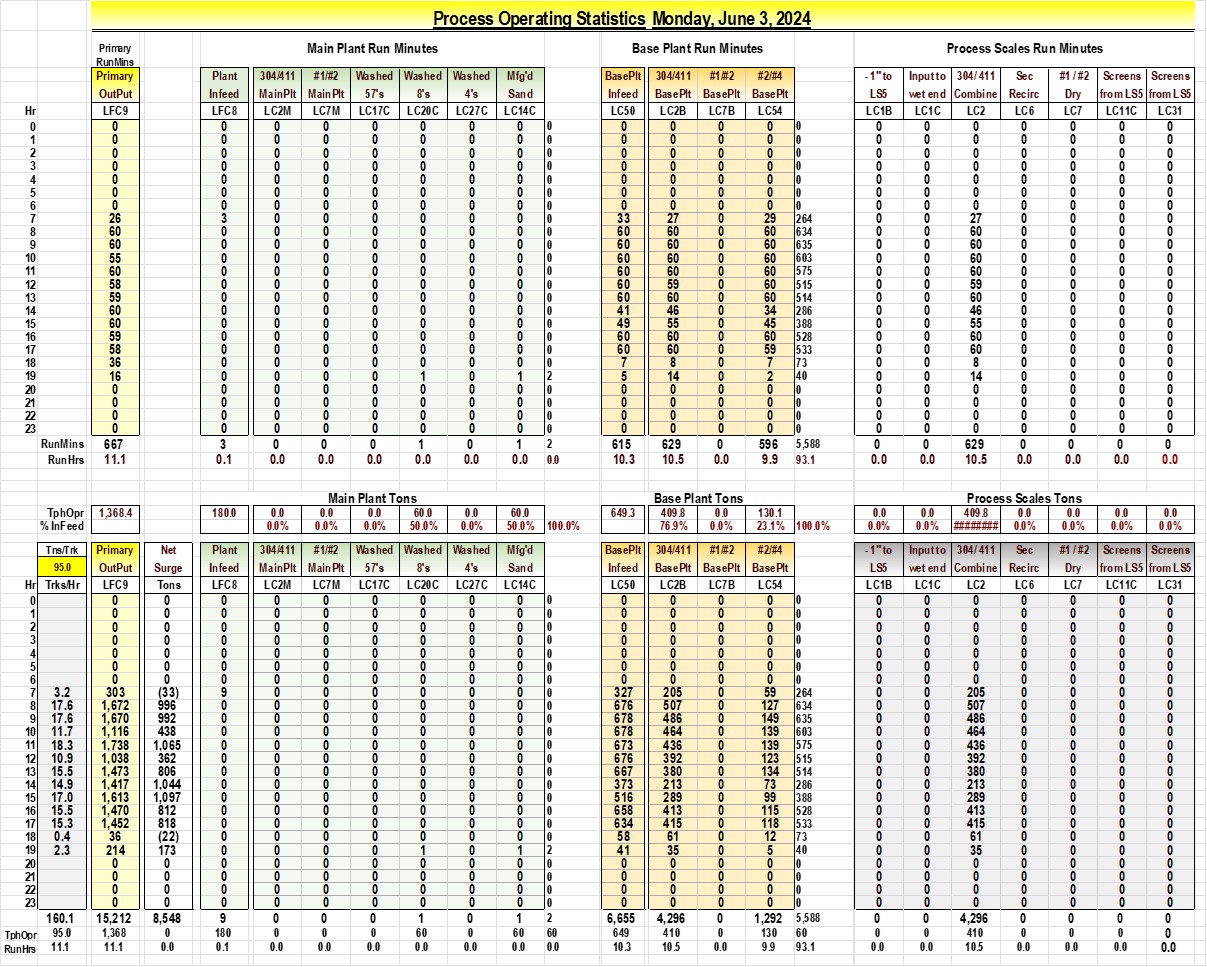 Process Operating Statistics Monday, June 3, 2024
Primary Main Plant Run Minutes Base Plant Run Minutes Process Scales Run Minutes
RunMins
Primary Plant 304/411 #1/#2 Washed Washed Washed Mfg'd BasePlt 304/411 #1/#2 #2/#4 - 1" to Input to 304/ 411 Sec #1 / #2 Screens Screens
OutPut Infeed MainPlt MainPlt 57's 8's 4's Sand Infeed BasePlt BasePlt BasePlt LS5 wet end Combine Recirc Dry from LS5 from LS5
Hr LFC9 LFC8 LC2M LC7M LC17C LC20C LC27C LC14C LC50 LC2B LC7B LC54 LC1B LC1C LC2 LC6 LC7 LC11C LC31
0 0 0 0 0 0 0 0 0 0 0 0 0 0 0 0 0 0 0 0 0 0
1 0 0 0 0 0 0 0 0 0 0 0 0 0 0 0 0 0 0 0 0 0
2 0 0 0 0 0 0 0 0 0 0 0 0 0 0 0 0 0 0 0 0 0
3 0 0 0 0 0 0 0 0 0 0 0 0 0 0 0 0 0 0 0 0 0
4 0 0 0 0 0 0 0 0 0 0 0 0 0 0 0 0 0 0 0 0 0
5 0 0 0 0 0 0 0 0 0 0 0 0 0 0 0 0 0 0 0 0 0
6 0 0 0 0 0 0 0 0 0 0 0 0 0 0 0 0 0 0 0 0 0
7 26 3 0 0 0 0 0 0 0 33 27 0 29 264 0 0 27 0 0 0 0
8 60 0 0 0 0 0 0 0 0 60 60 0 60 634 0 0 60 0 0 0 0
9 60 0 0 0 0 0 0 0 0 60 60 0 60 635 0 0 60 0 0 0 0
10 55 0 0 0 0 0 0 0 0 60 60 0 60 603 0 0 60 0 0 0 0
11 60 0 0 0 0 0 0 0 0 60 60 0 60 575 0 0 60 0 0 0 0
12 58 0 0 0 0 0 0 0 0 60 59 0 60 515 0 0 59 0 0 0 0
13 59 0 0 0 0 0 0 0 0 60 60 0 60 514 0 0 60 0 0 0 0
14 60 0 0 0 0 0 0 0 0 41 46 0 34 286 0 0 46 0 0 0 0
15 60 0 0 0 0 0 0 0 0 49 55 0 45 388 0 0 55 0 0 0 0
16 59 0 0 0 0 0 0 0 0 60 60 0 60 528 0 0 60 0 0 0 0
17 58 0 0 0 0 0 0 0 0 60 60 0 59 533 0 0 60 0 0 0 0
18 36 0 0 0 0 0 0 0 0 7 8 0 7 73 0 0 8 0 0 0 0
19 16 0 0 0 0 1 0 1 2 5 14 0 2 40 0 0 14 0 0 0 0
20 0 0 0 0 0 0 0 0 0 0 0 0 0 0 0 0 0 0 0 0 0
21 0 0 0 0 0 0 0 0 0 0 0 0 0 0 0 0 0 0 0 0 0
22 0 0 0 0 0 0 0 0 0 0 0 0 0 0 0 0 0 0 0 0 0
23 0 0 0 0 0 0 0 0 0 0 0 0 0 0 0 0 0 0 0 0 0
RunMins 667 3 0 0 0 1 0 1 2 615 629 0 596 5,588 0 0 629 0 0 0 0
RunHrs 11.1 0.1 0.0 0.0 0.0 0.0 0.0 0.0 0.0 10.3 10.5 0.0 9.9 93.1 0.0 0.0 10.5 0.0 0.0 0.0 0.0
Main Plant Tons Base Plant Tons Process Scales Tons
TphOpr 1,368.4 180.0 0.0 0.0 0.0 60.0 0.0 60.0 649.3 409.8 0.0 130.1 0.0 0.0 409.8 0.0 0.0 0.0 0.0
% InFeed 0.0% 0.0% 0.0% 50.0% 0.0% 50.0% 100.0% 76.9% 0.0% 23.1% 100.0% 0.0% 0.0% ######## 0.0% 0.0% 0.0% 0.0%
Tns/Trk Primary Net Plant 304/411 #1/#2 Washed Washed Washed Mfg'd BasePlt 304/411 #1/#2 #2/#4 - 1" to Input to 304/ 411 Sec #1 / #2 Screens Screens
95.0 OutPut Surge Infeed MainPlt MainPlt 57's 8's 4's Sand Infeed BasePlt BasePlt BasePlt LS5 wet end Combine Recirc Dry from LS5 from LS5
Hr Trks/Hr LFC9 Tons LFC8 LC2M LC7M LC17C LC20C LC27C LC14C LC50 LC2B LC7B LC54 LC1B LC1C LC2 LC6 LC7 LC11C LC31
0 0 0 0 0 0 0 0 0 0 0 0 0 0 0 0 0 0 0 0 0 0 0
1 0 0 0 0 0 0 0 0 0 0 0 0 0 0 0 0 0 0 0 0 0 0
2 0 0 0 0 0 0 0 0 0 0 0 0 0 0 0 0 0 0 0 0 0 0
3 0 0 0 0 0 0 0 0 0 0 0 0 0 0 0 0 0 0 0 0 0 0
4 0 0 0 0 0 0 0 0 0 0 0 0 0 0 0 0 0 0 0 0 0 0
5 0 0 0 0 0 0 0 0 0 0 0 0 0 0 0 0 0 0 0 0 0 0
6 0 0 0 0 0 0 0 0 0 0 0 0 0 0 0 0 0 0 0 0 0 0
7 3.2 303 (33) 9 0 0 0 0 0 0 0 327 205 0 59 264 0 0 205 0 0 0 0
8 17.6 1,672 996 0 0 0 0 0 0 0 0 676 507 0 127 634 0 0 507 0 0 0 0
9 17.6 1,670 992 0 0 0 0 0 0 0 0 678 486 0 149 635 0 0 486 0 0 0 0
10 11.7 1,116 438 0 0 0 0 0 0 0 0 678 464 0 139 603 0 0 464 0 0 0 0
11 18.3 1,738 1,065 0 0 0 0 0 0 0 0 673 436 0 139 575 0 0 436 0 0 0 0
12 10.9 1,038 362 0 0 0 0 0 0 0 0 676 392 0 123 515 0 0 392 0 0 0 0
13 15.5 1,473 806 0 0 0 0 0 0 0 0 667 380 0 134 514 0 0 380 0 0 0 0
14 14.9 1,417 1,044 0 0 0 0 0 0 0 0 373 213 0 73 286 0 0 213 0 0 0 0
15 17.0 1,613 1,097 0 0 0 0 0 0 0 0 516 289 0 99 388 0 0 289 0 0 0 0
16 15.5 1,470 812 0 0 0 0 0 0 0 0 658 413 0 115 528 0 0 413 0 0 0 0
17 15.3 1,452 818 0 0 0 0 0 0 0 0 634 415 0 118 533 0 0 415 0 0 0 0
18 0.4 36 (22) 0 0 0 0 0 0 0 0 58 61 0 12 73 0 0 61 0 0 0 0
19 2.3 214 173 0 0 0 0 1 0 1 2 41 35 0 5 40 0 0 35 0 0 0 0
20 0 0 0 0 0 0 0 0 0 0 0 0 0 0 0 0 0 0 0 0 0 0
21 0 0 0 0 0 0 0 0 0 0 0 0 0 0 0 0 0 0 0 0 0 0
22 0 0 0 0 0 0 0 0 0 0 0 0 0 0 0 0 0 0 0 0 0 0
23 0 0 0 0 0 0 0 0 0 0 0 0 0 0 0 0 0 0 0 0 0 0
160.1 15,212 8,548 9 0 0 0 1 0 1 2 6,655 4,296 0 1,292 5,588 0 0 4,296 0 0 0 0
TphOpr 95.0 1,368 0 180 0 0 0 60 0 60 60 649 410 0 130 60 0 0 410 0 0 0 0
RunHrs 11.1 11.1 0.0 0.1 0.0 0.0 0.0 0.0 0.0 0.0 0.0 10.3 10.5 0.0 9.9 93.1 0.0 0.0 10.5 0.0 0.0 0.0 0.0